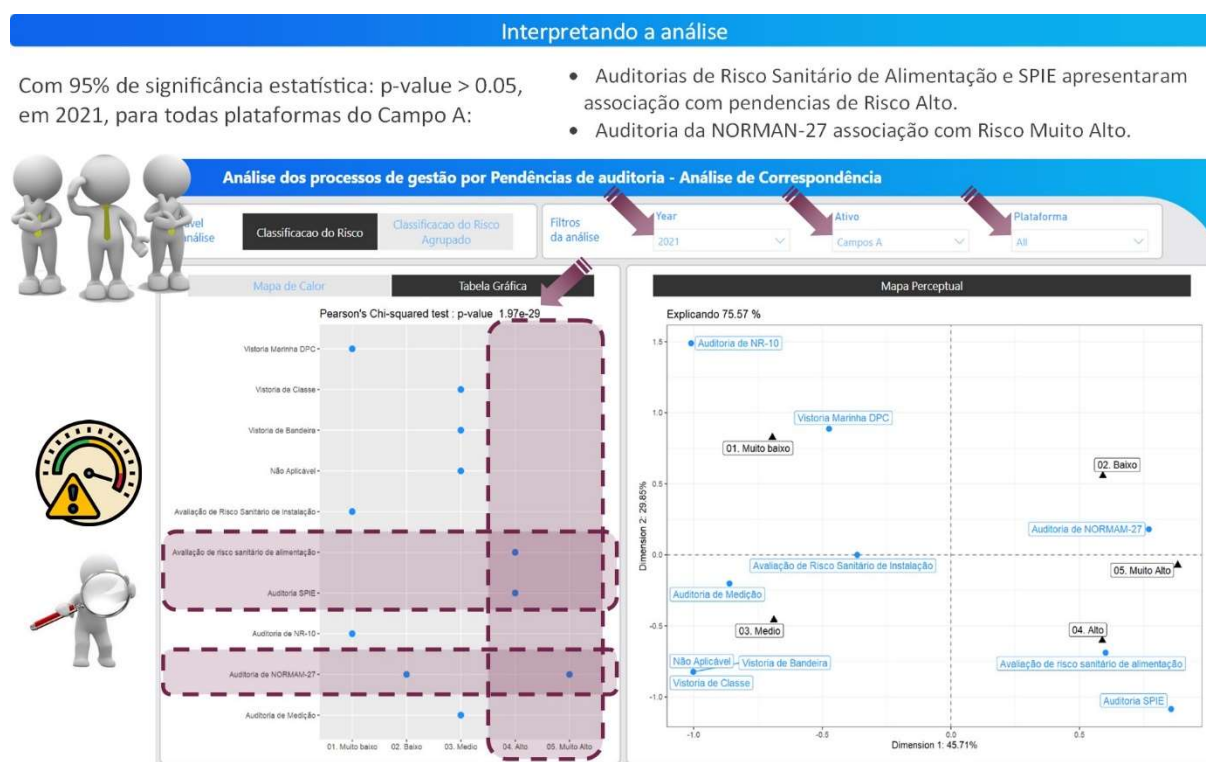 Interpretando a análise
Com 95% de significância estatística: p-value > 0.05,
em 2021, para todas plataformas do Campo A:
• Auditorias de Risco Sanitário de Alimentação e SPIE apresentaram
associação com pendencias de Risco Alto.
• Auditoria da NORMAN-27 associação com Risco Muito Alto.
Análise dos processos de gestão por Pendências de auditoria - Análise de Correspondência
Classificacao do Risco
Classificacao do Risco
Agrupado
Filtros
da análise
Year
2021
Ativo
Campos A
Plataforma
All
Mapa de Calor
Tabela Gráfica
Pearson's Chi-squared test : p-value 1.97e-29
Vistoria Marinha DPC
Vistoria de Classe
Vistoria de Bandeira
Não Aplicável
Avaliação de Risco Sanitário de Instalação
Avaliação de risco sanitário de alimentação
Auditoria SPIE
Auditoria de NR-10
Auditoria de NORMAM-27
Auditoria de Medição
01. Muito baixo
02. Baixo
03. Medio
04. Alto
05. Muito Alto
Mapa Perceptual
Explicando 75.57 %
1.5
1.0
0.5
0.0
-0.5
-1.0
Dimension 2: 29.85%
Auditoria de NR-10
Vistoria Marinha DPC
01. Muito baixo
02. Baixo
Auditoria de NORMAM-27
Avaliação de Risco Sanitário de Instalação
05. Muito Alto
Auditoria de Medição
03. Medio
04. Alto
Não Aplicável
Vistoria de Bandeira
Avaliação de risco sanitário de alimentação
Vistoria de Classe
Auditoria SPIE
-1.0
-0.5
0.0
0.5
Dimension 1: 45.71%